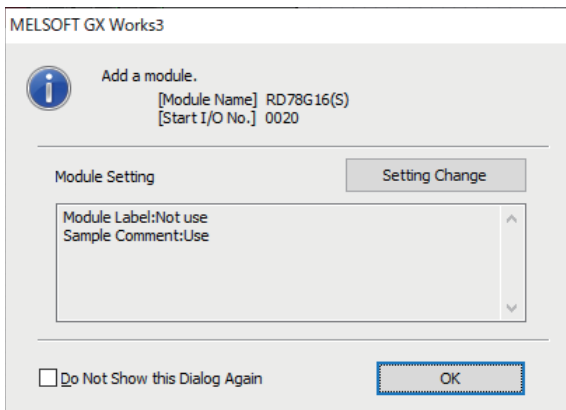 MELSOFT GX Works3
Add a module.
[Module Name] RD78G16(S)
[Start I/O No.] 0020
Module Setting
Setting Change
Module Label:Not use
Sample Comment:Use
Do Not Show this Dialog Again
OK